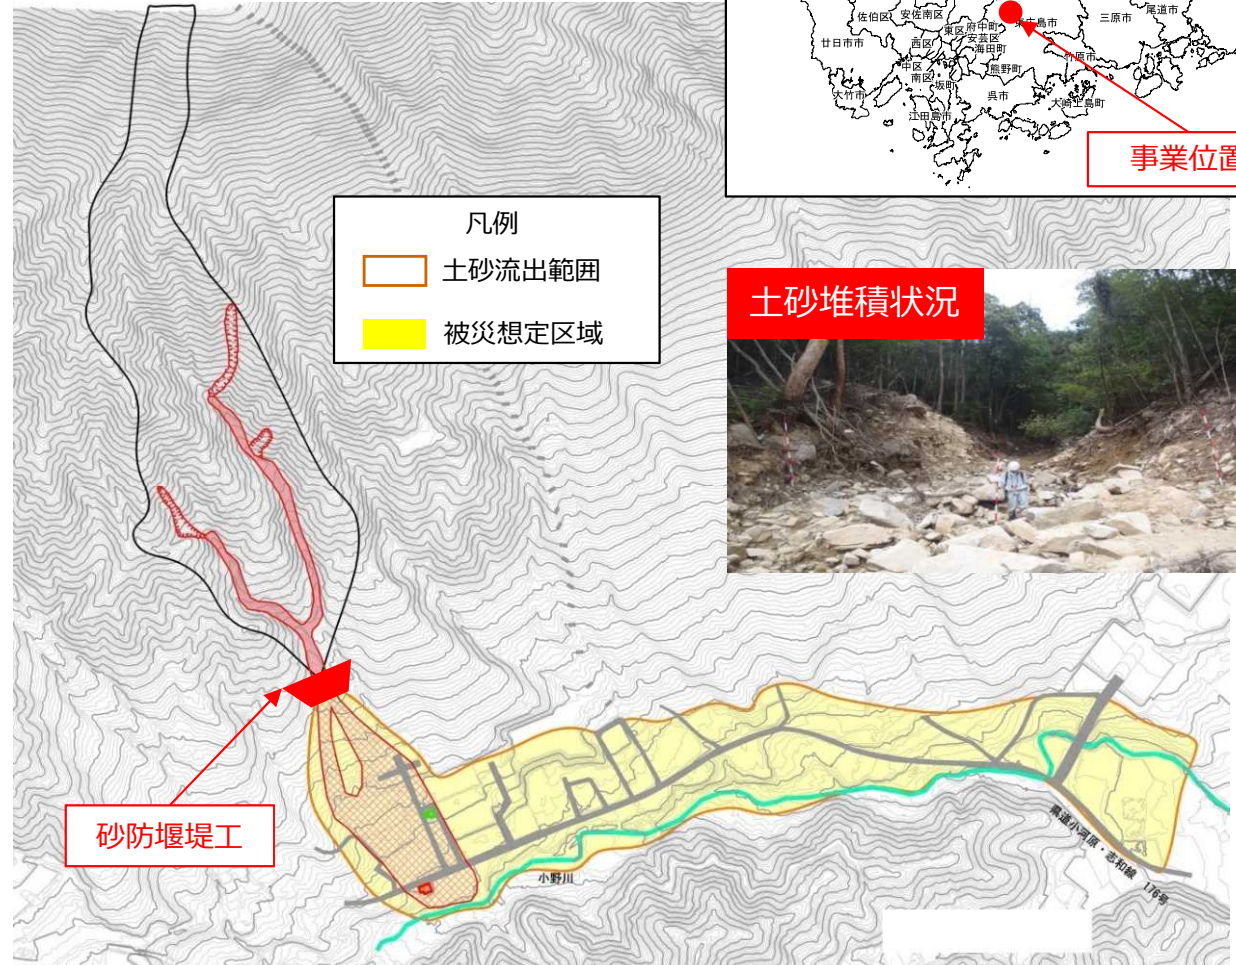 佐伯区
安佐南区
尾道市
三原市
東広島市
府中町
東区
安芸区
廿日市市
西区
海田町
竹原市
中区
熊野町
南区
坂町
大竹市
呉市
大崎上島町
江田島市
事業位置
凡例
土砂流出範囲
被災想定区域
土砂堆積状況
砂防堰堤工
小野川
県道小河原・志和線 176号